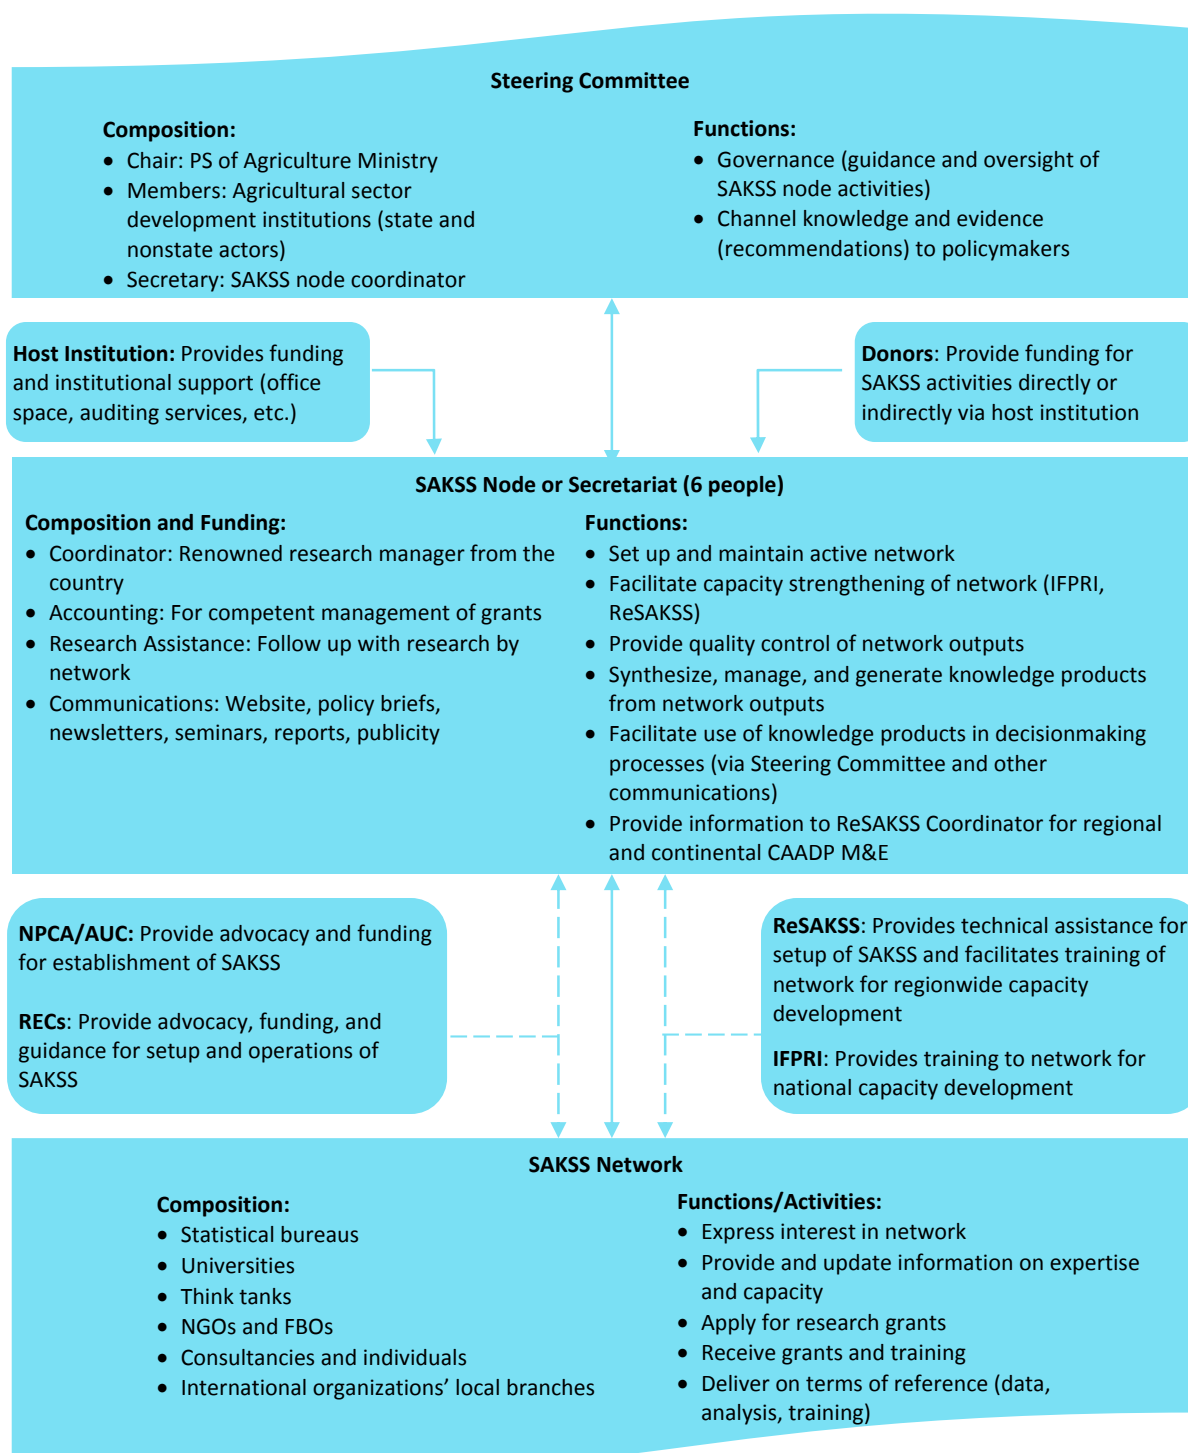 Steering Committee
Composition:
• Chair: PS of Agriculture Ministry
• Members: Agricultural sector
development institutions (state and
nonstate actors)
• Secretary: SAKSS node coordinator
Functions:
• Governance (guidance and oversight of
SAKSS node activities)
• Channel knowledge and evidence
(recommendations) to policymakers
Host Institution: Provides funding
and institutional support (office
space, auditing services, etc.)
Donors: Provide funding for
SAKSS activities directly or
indirectly via host institution
SAKSS Node or Secretariat (6 people)
Composition and Funding:
• Coordinator: Renowned research manager from the
country
• Accounting: For competent management of grants
• Research Assistance: Follow up with research by
network
• Communications: Website, policy briefs,
newsletters, seminars, reports, publicity
Functions:
• Set up and maintain active network
• Facilitate capacity strengthening of network (IFPRI,
ReSAKSS)
• Provide quality control of network outputs
• Synthesize, manage, and generate knowledge products
from network outputs
• Facilitate use of knowledge products in decisionmaking
processes (via Steering Committee and other
communications)
• Provide information to ReSAKSS Coordinator for regional
and continental CAADP M&E
NPCA/AUC: Provide advocacy and funding
for establishment of SAKSS
RECs: Provide advocacy, funding, and
guidance for setup and operations of
SAKSS
ReSAKSS: Provides technical assistance for
setup of SAKSS and facilitates training of
network for regionwide capacity
development
IFPRI: Provides training to network for
national capacity development
SAKSS Network
Composition:
• Statistical bureaus
• Universities
• Think tanks
• NGOs and FBOs
• Consultancies and individuals
• International organizations’ local branches
Functions/Activities:
• Express interest in network
• Provide and update information on expertise
and capacity
• Apply for research grants
• Receive grants and training
• Deliver on terms of reference (data,
analysis, training)